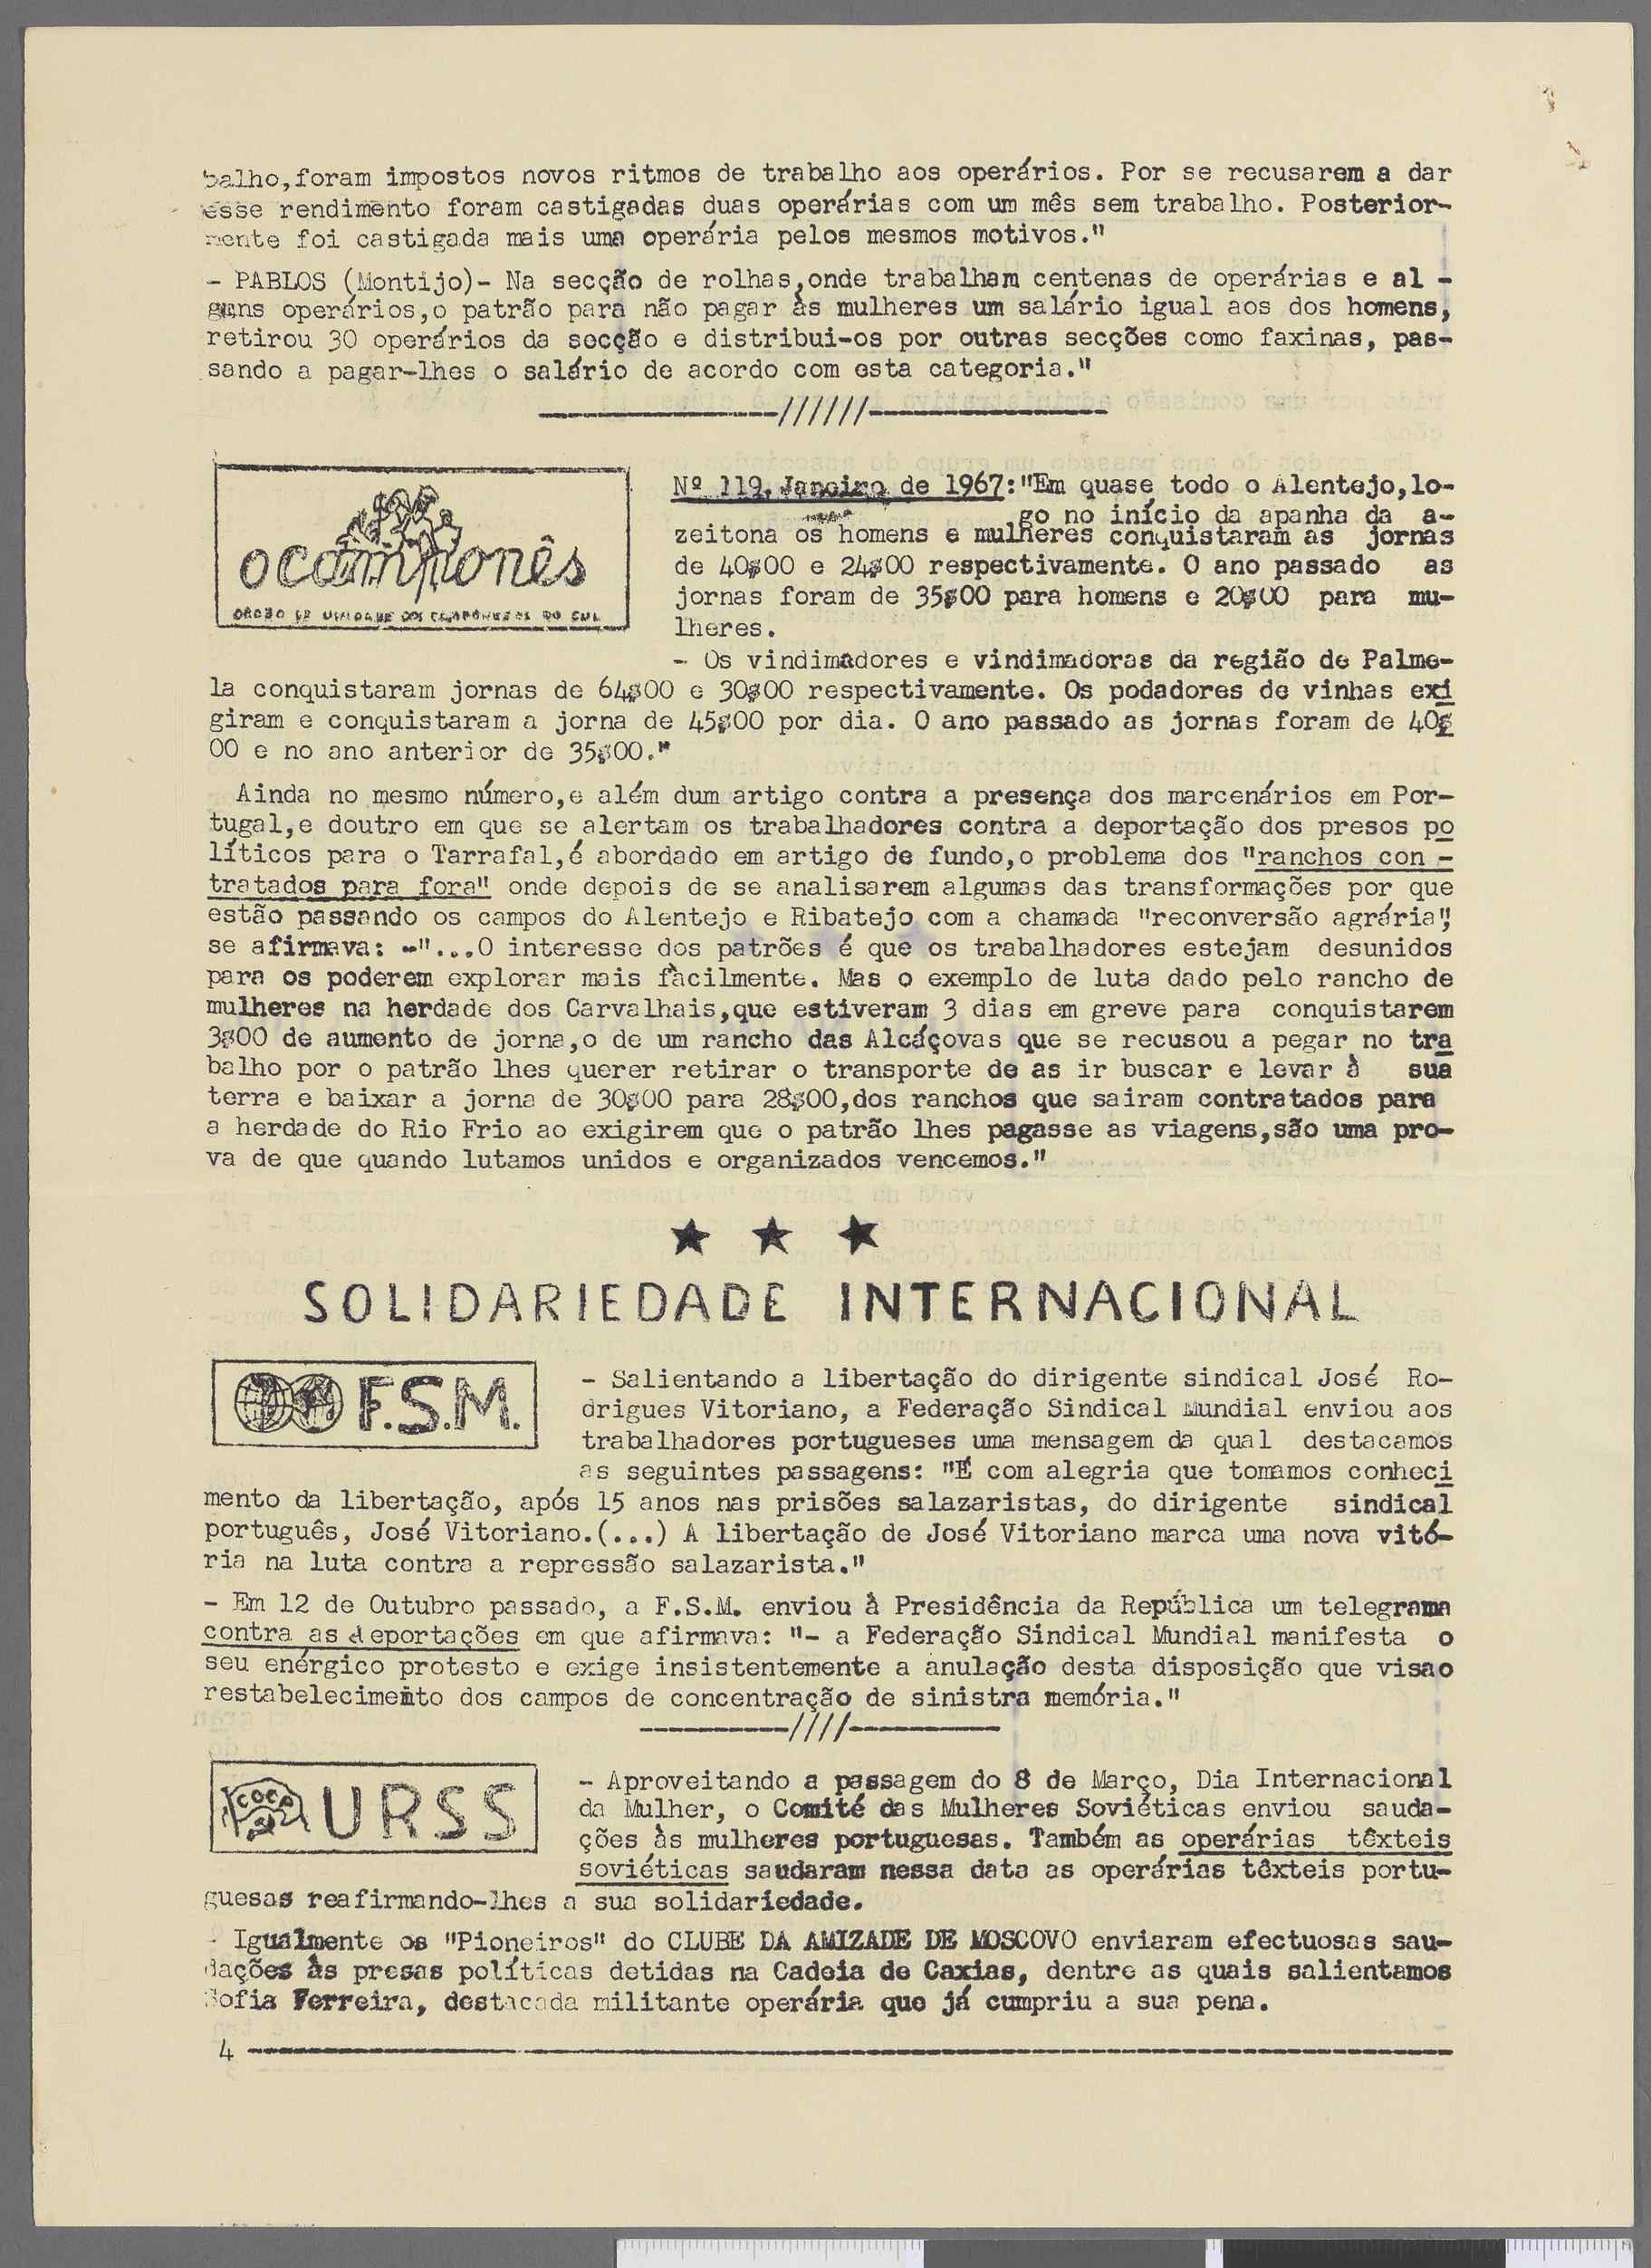 balho,foram impostos novos ritmos de trabalho aos operários. Por se recusarem a dar
esse rendimento foram castigadas duas operárias com um mês sem trabalho. Posterior-
mente foi castigada mais uma operária pelos mesmos motivos."
- PABLOS (Montijo)- Na secção de rolhas,onde trabalham centenas de operárias e al -
guns operários,o patrão para não pagar às mulheres um salário igual aos dos homens,
retirou 30 operários da secção e distribui-os por outras secções como faxinas, pas-
sando a pagar-lhes o salário de acordo com esta categoria."
----------------//////----------------
o camponês
ORGÃO DE UNIDADE DOS CAMPONESES DO SUL
Nº 119, Janeiro de 1967:"Em quase todo o Alentejo,lo-
go no início da apanha da a-
zeitona os homens e mulheres conquistaram as jornas
de 40$00 e 24$00 respectivamente. O ano passado as
jornas foram de 35$00 para homens e 20$00 para mu-
lheres.
- Os vindimadores e vindimadoras da região de Palme-
la conquistaram jornas de 64$00 e 30$00 respectivamente. Os podadores de vinhas exi
giram e conquistaram a jorna de 45$00 por dia. O ano passado as jornas foram de 40$
00 e no ano anterior de 35$00."
Ainda no mesmo número,e além dum artigo contra a presença dos marcenários em Por-
tugal,e doutro em que se alertam os trabalhadores contra a deportação dos presos po
líticos para o Tarrafal,é abordado em artigo de fundo,o problema dos "ranchos con -
tratados para fora" onde depois de se analisarem algumas das transformações por que
estão passando os campos do Alentejo e Ribatejo com a chamada "reconversão agrária",
se afirmava: -"...O interesse dos patrões é que os trabalhadores estejam desunidos
para os poderem explorar mais fàcilmente. Mas o exemplo de luta dado pelo rancho de
mulheres na herdade dos Carvalhais,que estiveram 3 dias em greve para conquistarem
3$00 de aumento de jorna,o de um rancho das Alcáçovas que se recusou a pegar no tra
balho por o patrão lhes querer retirar o transporte de as ir buscar e levar à sua
terra e baixar a jorna de 30$00 para 28$00,dos ranchos que sairam contratados para
a herdade do Rio Frio ao exigirem que o patrão lhes pagasse as viagens,são uma pro-
va de que quando lutamos unidos e organizados vencemos."
★ ★ ★
SOLIDARIEDADE INTERNACIONAL
F.S.M.
- Salientando a libertação do dirigente sindical José Ro-
drigues Vitoriano, a Federação Sindical Mundial enviou aos
trabalhadores portugueses uma mensagem da qual destacamos
as seguintes passagens: "É com alegria que tomamos conheci
mento da libertação, após 15 anos nas prisões salazaristas, do dirigente sindical
português, José Vitoriano.(...) A libertação de José Vitoriano marca uma nova vitó-
ria na luta contra a repressão salazarista."
- Em 12 de Outubro passado, a F.S.M. enviou à Presidência da República um telegrama
contra as deportações em que afirmava: "- a Federação Sindical Mundial manifesta o
seu enérgico protesto e exige insistentemente a anulação desta disposição que visao
restabelecimento dos campos de concentração de sinistra memória."
----------////----------
CCCP URSS
- Aproveitando a passagem do 8 de Março, Dia Internacional
da Mulher, o Comité das Mulheres Soviéticas enviou sauda-
ções às mulheres portuguesas. Também as operárias têxteis
soviéticas saudaram nessa data as operárias têxteis portu-
guesas reafirmando-lhes a sua solidariedade.
- Igualmente os "Pioneiros" do CLUBE DA AMIZADE DE MOSCOVO enviaram efectuosas sau-
dações às presas políticas detidas na Cadeia de Caxias, dentre as quais salientamos
Sofia Ferreira, destacada militante operária que já cumpriu a sua pena.
4